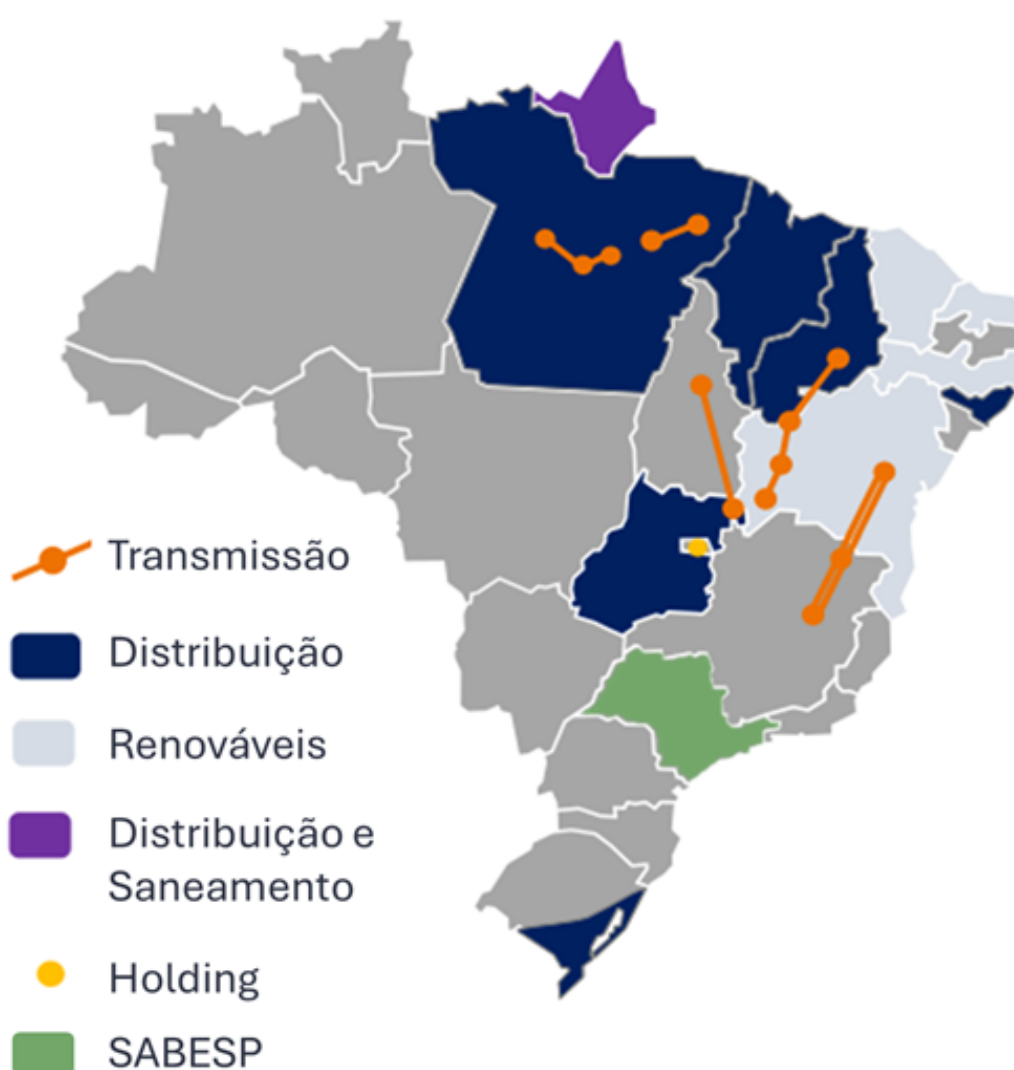 Transmissão
Distribuição
Renováveis
Distribuição e
Saneamento
Holding
SABESP